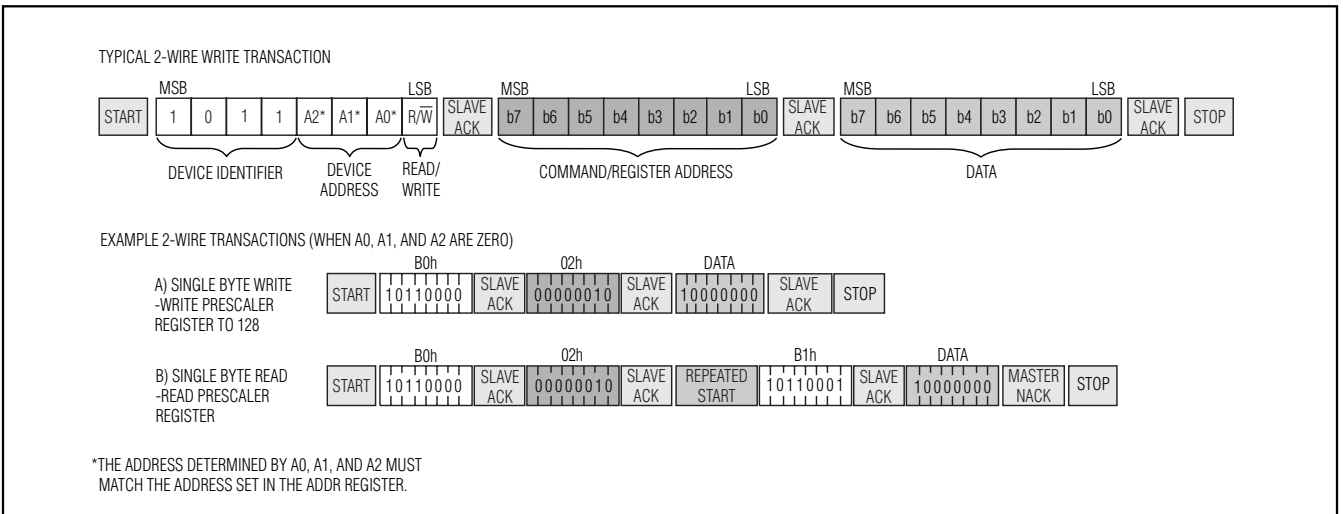 TYPICAL 2-WIRE WRITE TRANSACTION
MSB LSB MSB LSB MSB LSB
START 1 0 1 1 A2* A1* A0* R/W̅ SLAVE ACK b7 b6 b5 b4 b3 b2 b1 b0 SLAVE ACK b7 b6 b5 b4 b3 b2 b1 b0 SLAVE ACK STOP
DEVICE IDENTIFIER DEVICE ADDRESS READ/WRITE COMMAND/REGISTER ADDRESS DATA
EXAMPLE 2-WIRE TRANSACTIONS (WHEN A0, A1, AND A2 ARE ZERO)
B0h 02h DATA
A) SINGLE BYTE WRITE
-WRITE PRESCALER
REGISTER TO 128
START 10110000 SLAVE ACK 00000010 SLAVE ACK 10000000 SLAVE ACK STOP
B0h 02h B1h DATA
B) SINGLE BYTE READ
-READ PRESCALER
REGISTER
START 10110000 SLAVE ACK 00000010 SLAVE ACK REPEATED START 10110001 SLAVE ACK 10000000 MASTER NACK STOP
*THE ADDRESS DETERMINED BY A0, A1, AND A2 MUST
MATCH THE ADDRESS SET IN THE ADDR REGISTER.